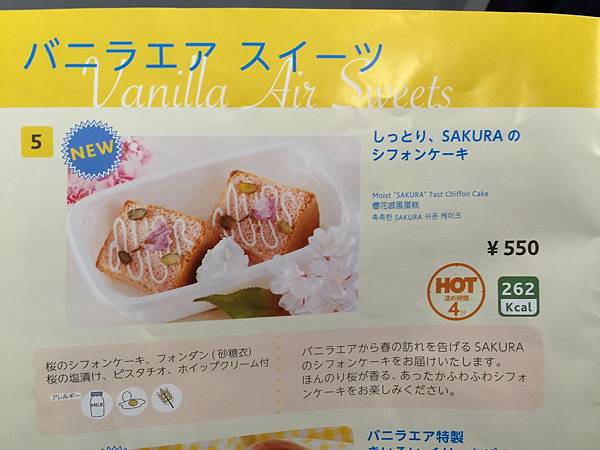 バニラエア スイーツ
Vanilla Air Sweets
5
NEW
しっとり、SAKURA の
シフォンケーキ
Moist "SAKURA" Tast Chiffon Cake
櫻花戚風蛋糕
촉촉한 SAKURA 쉬폰 케이크
¥ 550
HOT
温め時間
4分
262
Kcal
桜のシフォンケーキ、フォンダン ( 砂糖衣 )
桜の塩漬け、ピスタチオ、ホイップクリーム付
アレルギー
MILK
バニラエアから春の訪れを告げる SAKURA
のシフォンケーキをお届けいたします。
ほんのり桜が香る、あったかふわふわシフォ
ンケーキをお楽しみください。
バニラエア特製